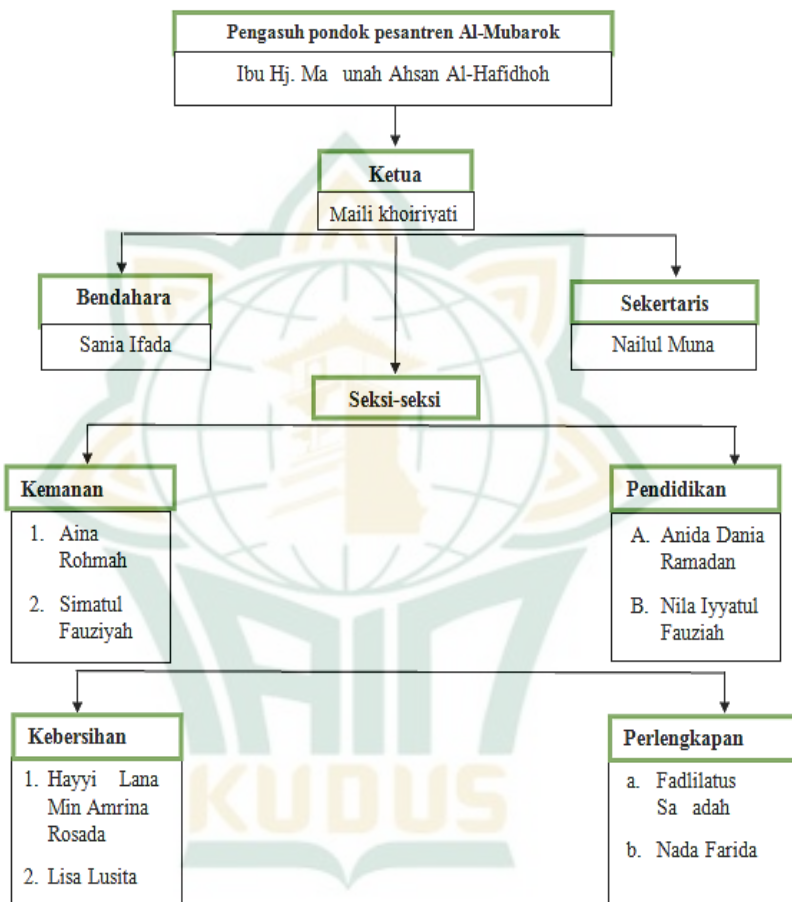 Pengasuh pondok pesantren Al-Mubarok
Ibu Hj. Ma unah Ahsan Al-Hafidhoh
Ketua
Maili khoiriyati
Bendahara
Sania Ifada
Sekertaris
Nailul Muna
Seksi-seksi
Kemanan
1. Aina
Rohmah
2. Simatul
Fauziyah
Pendidikan
A. Anida Dania
Ramadan
B. Nila Iyyatul
Fauziah
Kebersihan
1. Hayyi Lana
Min Amrina
Rosada
2. Lisa Lusita
Perlengkapan
a. Fadlilatus
Sa adah
b. Nada Farida
IAIN
KUDUS